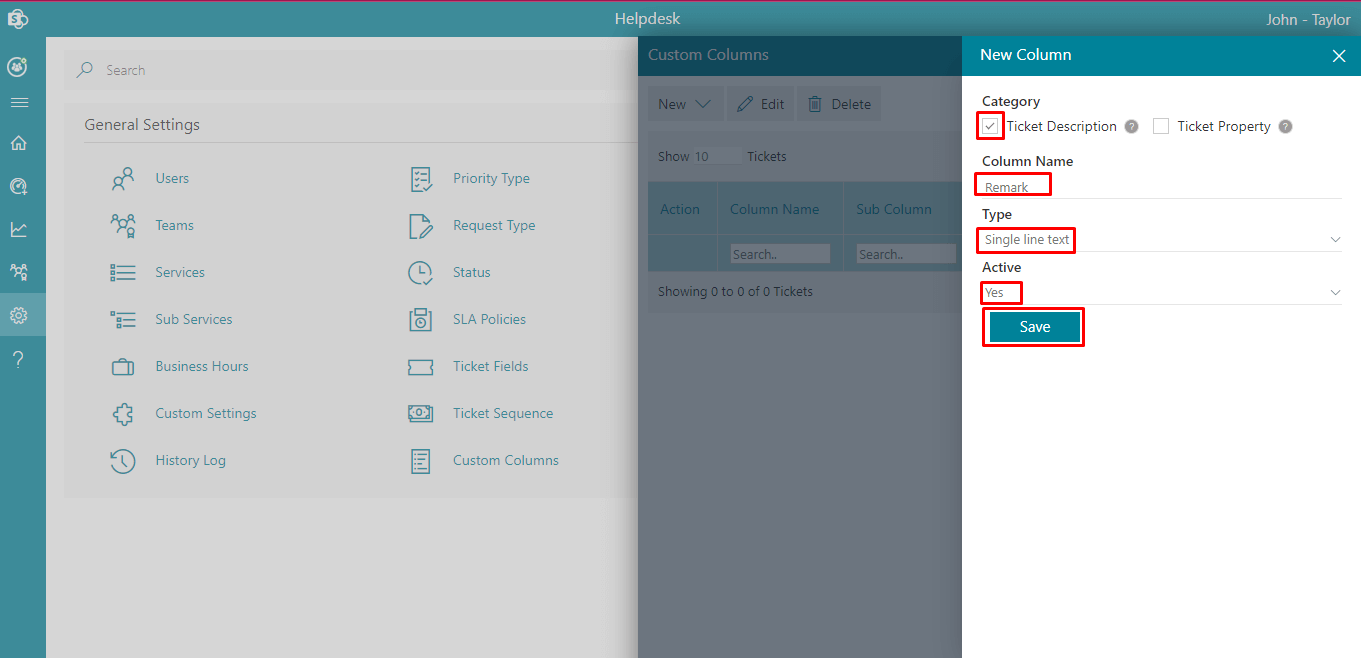 Helpdesk
John - Taylor
Search
General Settings
Users
Priority Type
Teams
Request Type
Services
Status
Sub Services
SLA Policies
Business Hours
Ticket Fields
Custom Settings
Ticket Sequence
History Log
Custom Columns
Custom Columns
New Edit Delete
Show 10 Tickets
Action Column Name Sub Column
Search.. Search..
Showing 0 to 0 of 0 Tickets
New Column
Category
Ticket Description ? Ticket Property ?
Column Name
Remark
Type
Single line text
Active
Yes
Save